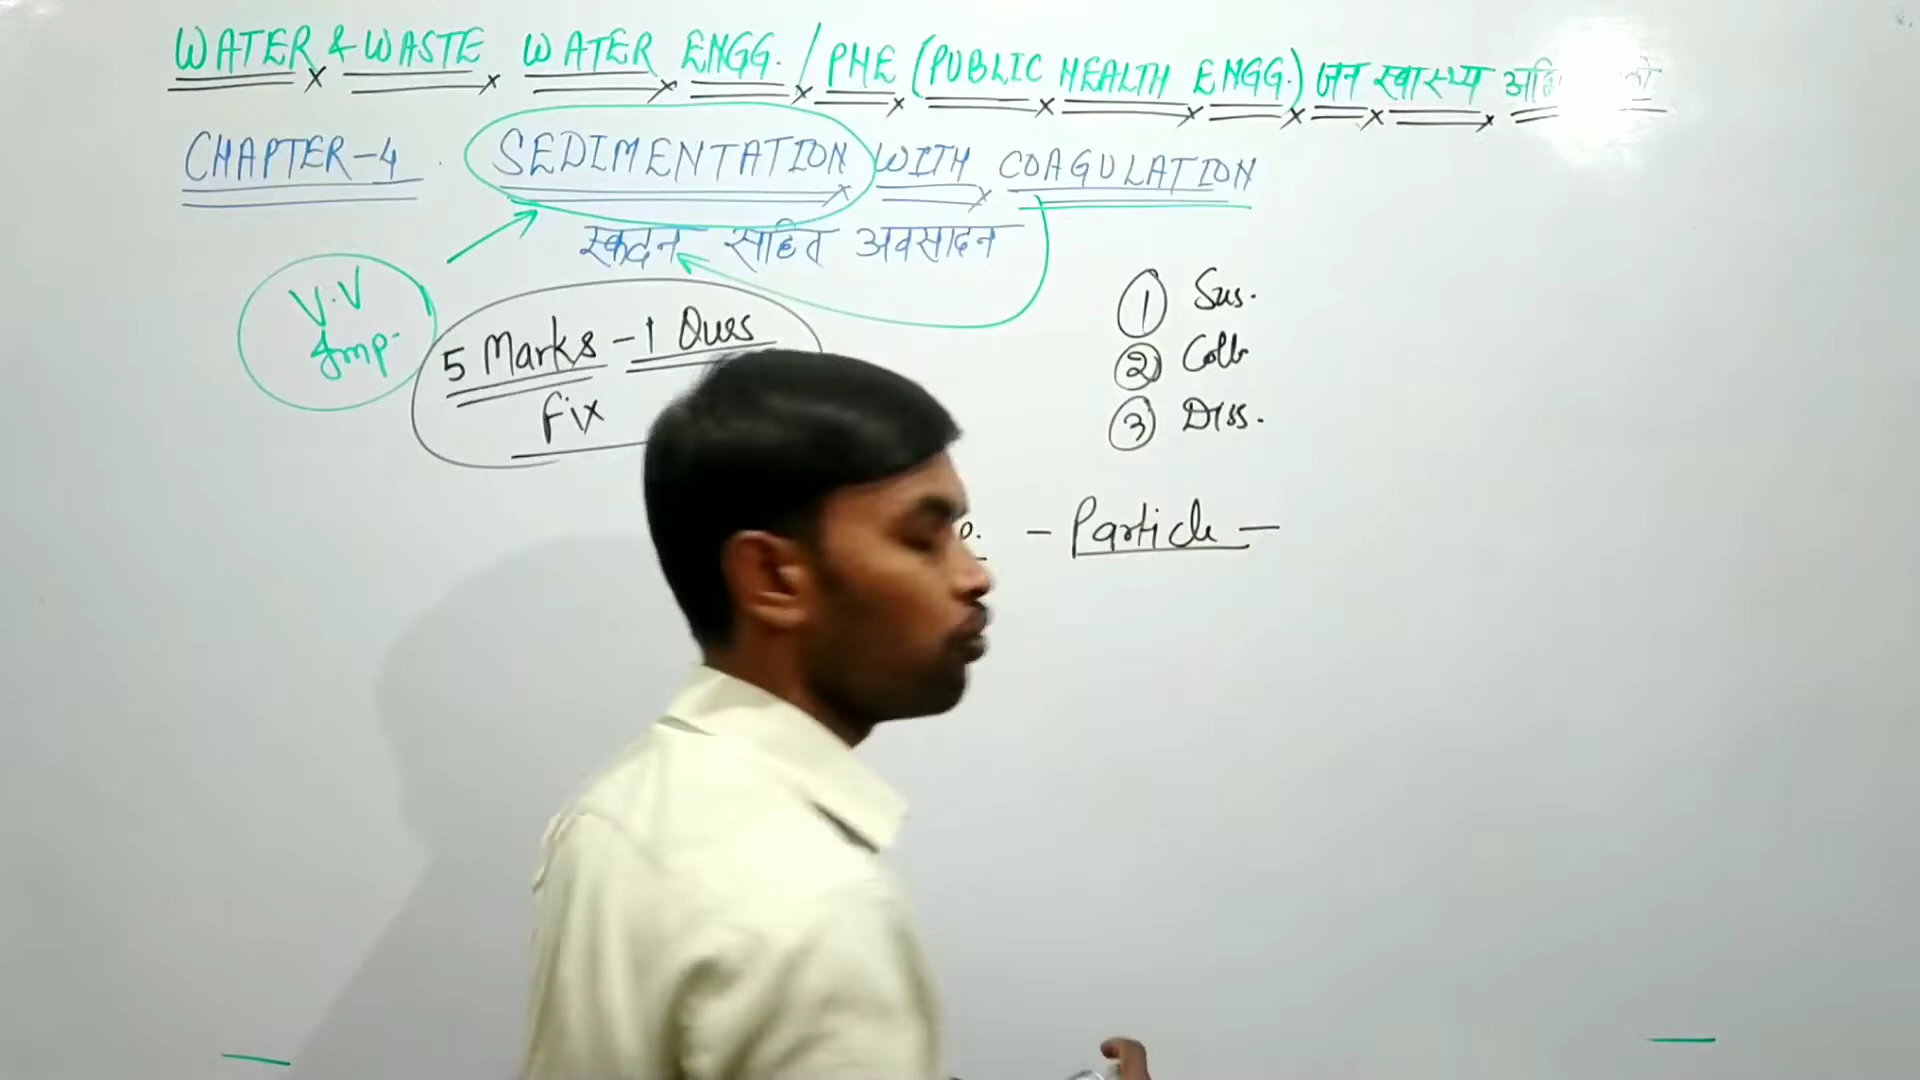 WATER & WASTE WATER ENGG. / PHE (PUBLIC HEALTH ENGG.) जन स्वास्थ्य
CHAPTER-4 SEDIMENTATION WITH COAGULATION
स्कंदन सहित अवसादन
V.V
Imp.
5 Marks - 1 Ques
fix
① Sus.
② Coll
③ Diss.
- Particle -